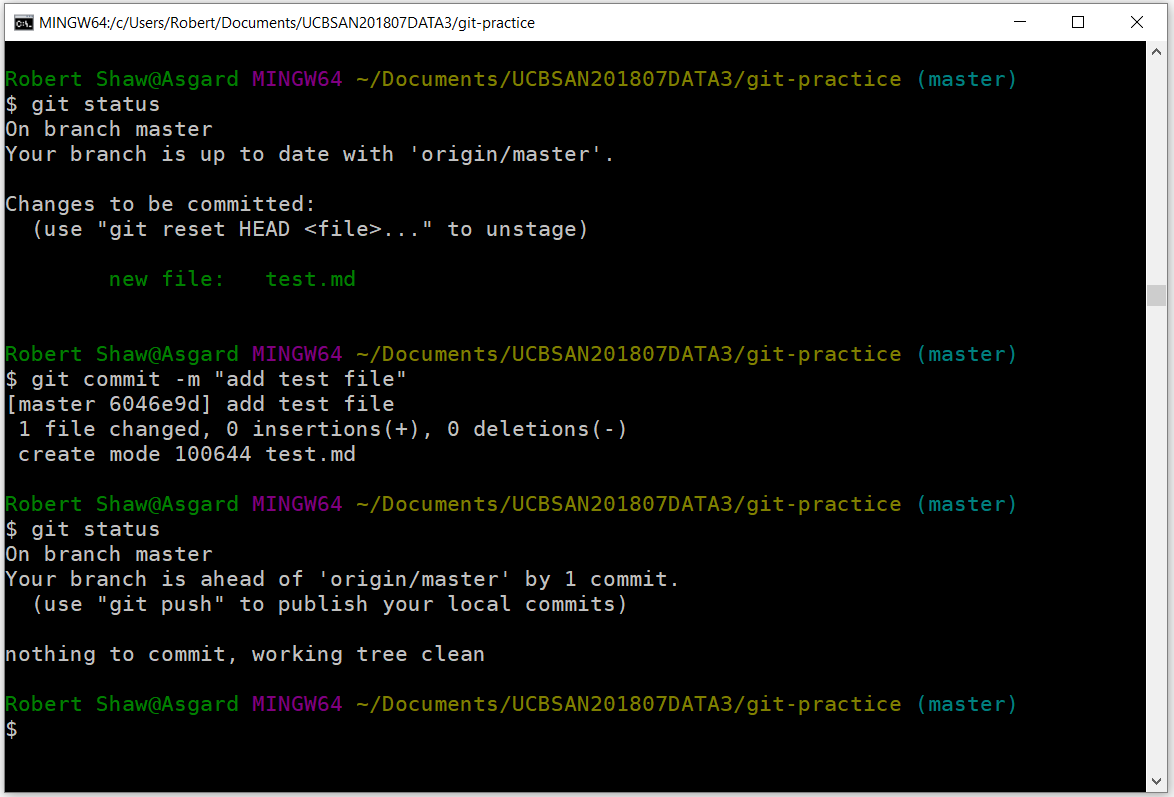 MINGW64:/c/Users/Robert/Documents/UCBSAN201807DATA3/git-practice
Robert Shaw@Asgard MINGW64 ~/Documents/UCBSAN201807DATA3/git-practice (master)
$ git status
On branch master
Your branch is up to date with 'origin/master'.
Changes to be committed:
  (use "git reset HEAD <file>..." to unstage)
        new file:   test.md
Robert Shaw@Asgard MINGW64 ~/Documents/UCBSAN201807DATA3/git-practice (master)
$ git commit -m "add test file"
[master 6046e9d] add test file
 1 file changed, 0 insertions(+), 0 deletions(-)
 create mode 100644 test.md
Robert Shaw@Asgard MINGW64 ~/Documents/UCBSAN201807DATA3/git-practice (master)
$ git status
On branch master
Your branch is ahead of 'origin/master' by 1 commit.
  (use "git push" to publish your local commits)
nothing to commit, working tree clean
Robert Shaw@Asgard MINGW64 ~/Documents/UCBSAN201807DATA3/git-practice (master)
$